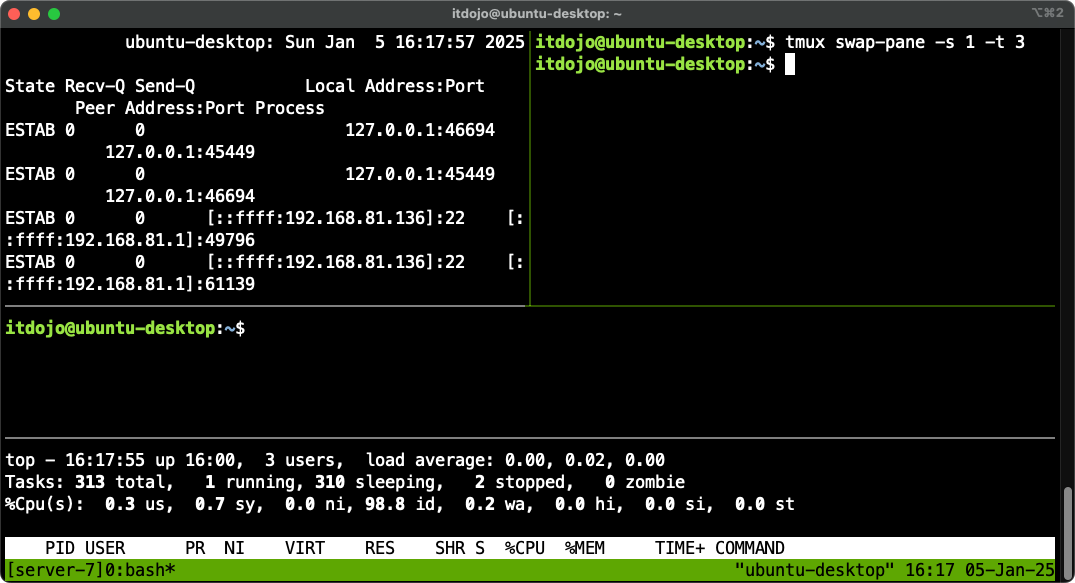 itdojo@ubuntu-desktop: ~
⌥⌘2
ubuntu-desktop: Sun Jan  5 16:17:57 2025
State Recv-Q Send-Q           Local Address:Port
       Peer Address:Port Process
ESTAB 0      0                    127.0.0.1:46694
          127.0.0.1:45449
ESTAB 0      0                    127.0.0.1:45449
          127.0.0.1:46694
ESTAB 0      0      [::ffff:192.168.81.136]:22    [:
:ffff:192.168.81.1]:49796
ESTAB 0      0      [::ffff:192.168.81.136]:22    [:
:ffff:192.168.81.1]:61139
itdojo@ubuntu-desktop:~$ tmux swap-pane -s 1 -t 3
itdojo@ubuntu-desktop:~$
itdojo@ubuntu-desktop:~$
top - 16:17:55 up 16:00,  3 users,  load average: 0.00, 0.02, 0.00
Tasks: 313 total,   1 running, 310 sleeping,   2 stopped,   0 zombie
%Cpu(s):  0.3 us,  0.7 sy,  0.0 ni, 98.8 id,  0.2 wa,  0.0 hi,  0.0 si,  0.0 st
    PID USER      PR  NI    VIRT    RES    SHR S  %CPU  %MEM     TIME+ COMMAND
[server-7]0:bash* "ubuntu-desktop" 16:17 05-Jan-25